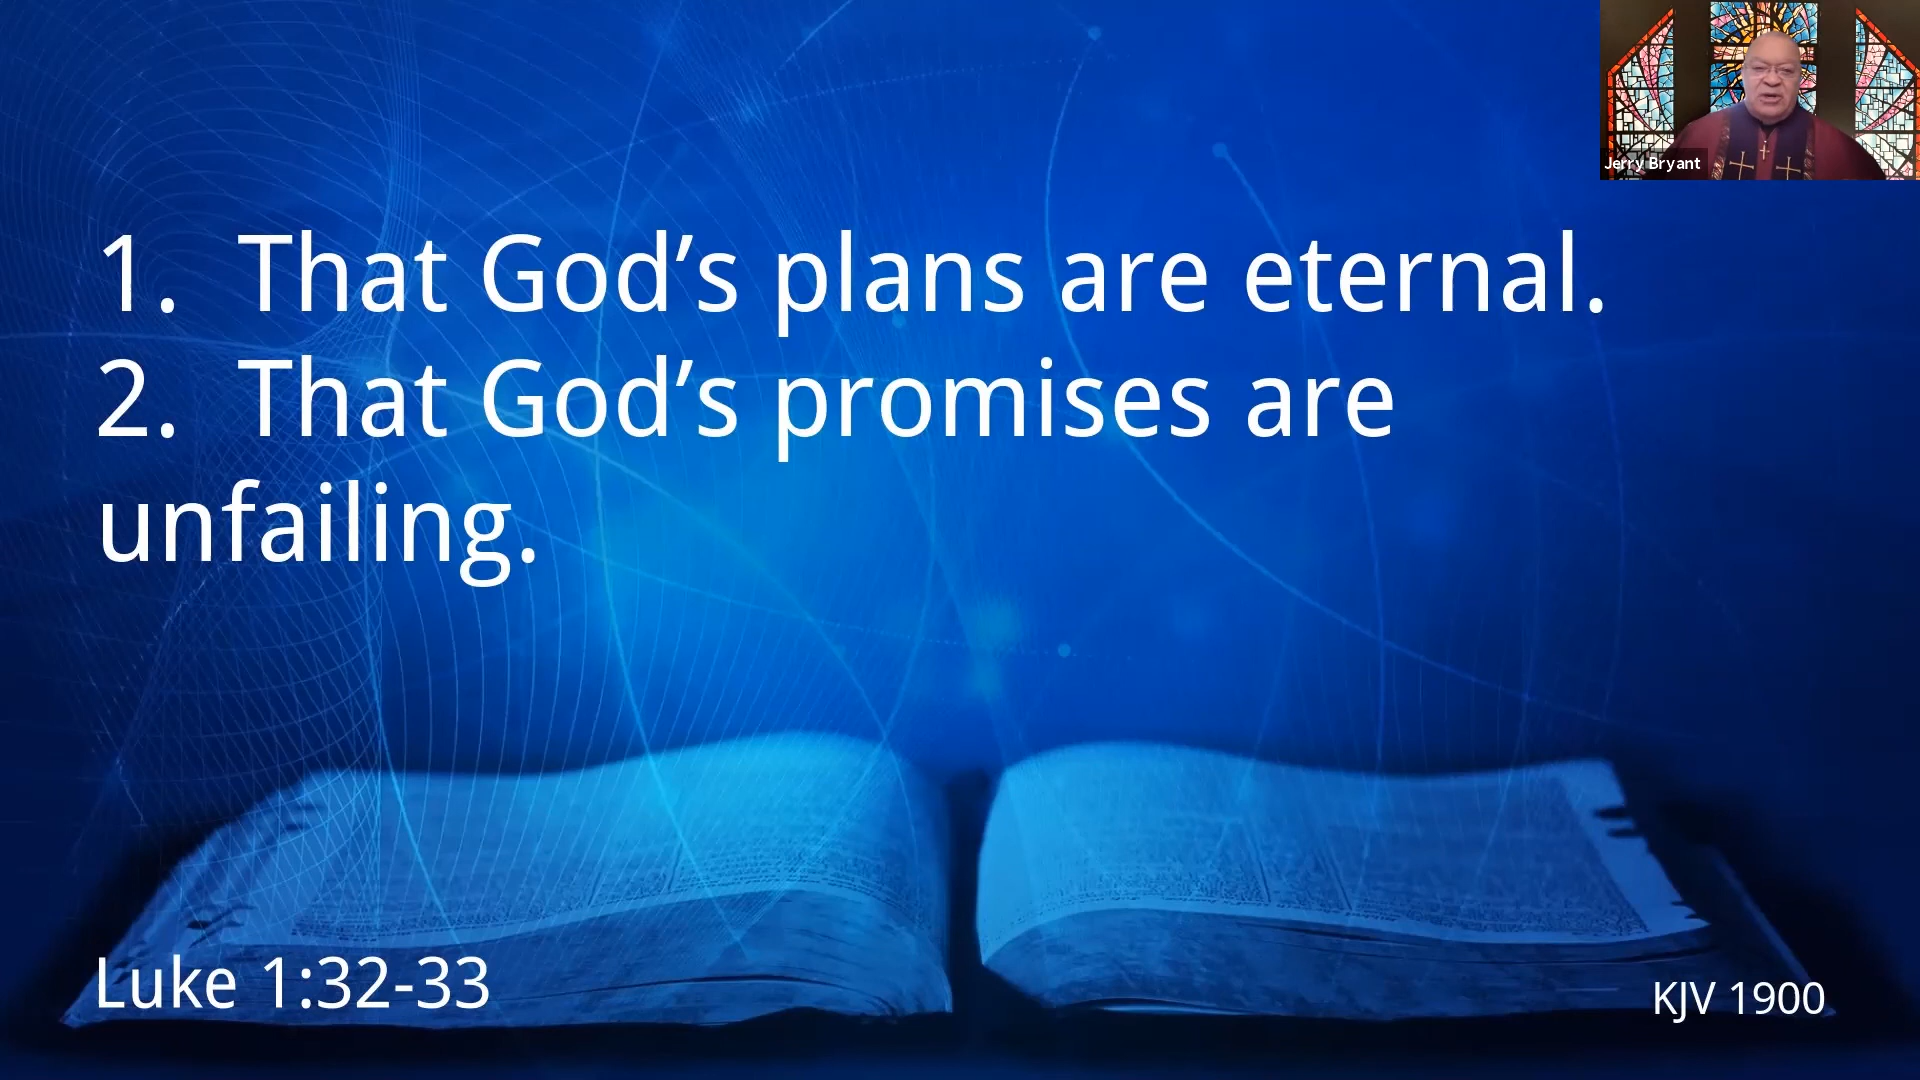 Jerry Bryant
1. That God’s plans are eternal.
2. That God’s promises are
unfailing.
Luke 1:32-33
KJV 1900